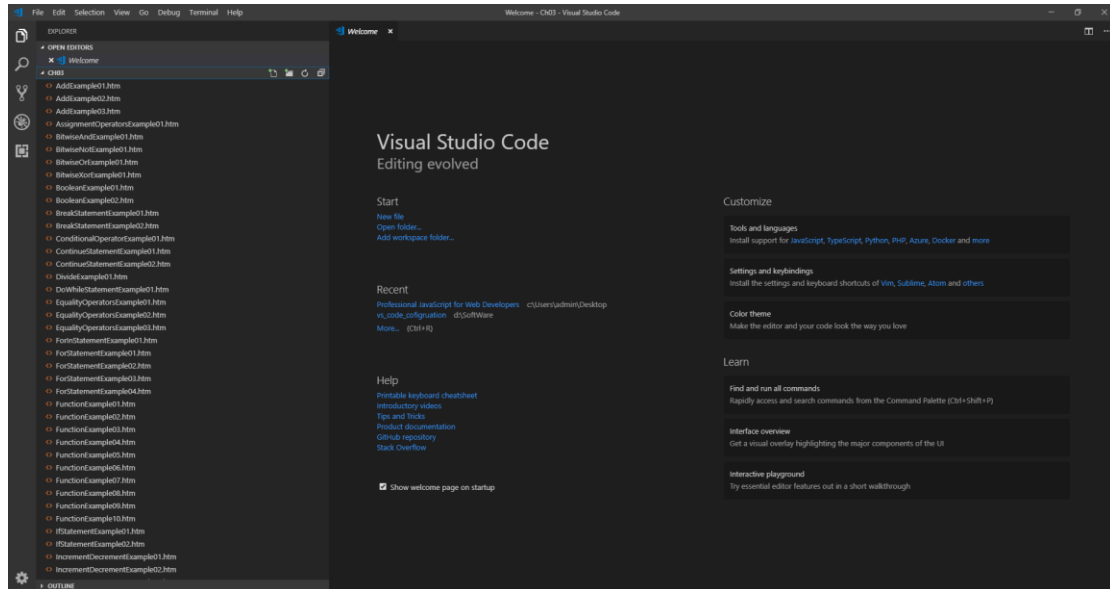 File Edit Selection View Go Debug Terminal Help
Welcome - Ch03 - Visual Studio Code
EXPLORER
OPEN EDITORS
Welcome
CH03
AddExample01.htm
AddExample02.htm
AddExample03.htm
AssignmentOperatorsExample01.htm
BitwiseAndExample01.htm
BitwiseNotExample01.htm
BitwiseOrExample01.htm
BitwiseXorExample01.htm
BooleanExample01.htm
BooleanExample02.htm
BreakStatementExample01.htm
BreakStatementExample02.htm
ConditionalOperatorExample01.htm
ContinueStatementExample01.htm
ContinueStatementExample02.htm
DivideExample01.htm
DoWhileStatementExample01.htm
EqualityOperatorsExample01.htm
EqualityOperatorsExample02.htm
EqualityOperatorsExample03.htm
ForInStatementExample01.htm
ForStatementExample01.htm
ForStatementExample02.htm
ForStatementExample03.htm
ForStatementExample04.htm
FunctionExample01.htm
FunctionExample02.htm
FunctionExample03.htm
FunctionExample04.htm
FunctionExample05.htm
FunctionExample06.htm
FunctionExample07.htm
FunctionExample08.htm
FunctionExample09.htm
FunctionExample10.htm
IfStatementExample01.htm
IfStatementExample02.htm
IncrementDecrementExample01.htm
IncrementDecrementExample02.htm
OUTLINE
Welcome
Visual Studio Code
Editing evolved
Start
New file
Open folder...
Add workspace folder...
Recent
Professional JavaScript for Web Developers c:\Users\admin\Desktop
vs_code_cofigruation d:\SoftWare
More... (Ctrl+R)
Help
Printable keyboard cheatsheet
Introductory videos
Tips and Tricks
Product documentation
GitHub repository
Stack Overflow
Show welcome page on startup
Customize
Tools and languages
Install support for JavaScript, TypeScript, Python, PHP, Azure, Docker and more
Settings and keybindings
Install the settings and keyboard shortcuts of Vim, Sublime, Atom and others
Color theme
Make the editor and your code look the way you love
Learn
Find and run all commands
Rapidly access and search commands from the Command Palette (Ctrl+Shift+P)
Interface overview
Get a visual overlay highlighting the major components of the UI
Interactive playground
Try essential editor features out in a short walkthrough